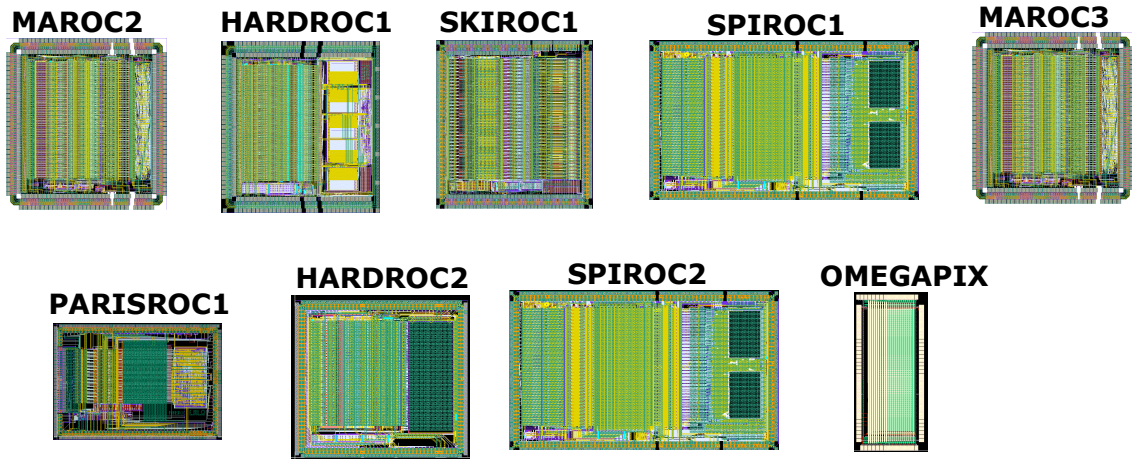 MAROC2
HARDROC1
SKIROC1
SPIROC1
MAROC3
PARISROC1
HARDROC2
SPIROC2
OMEGAPIX